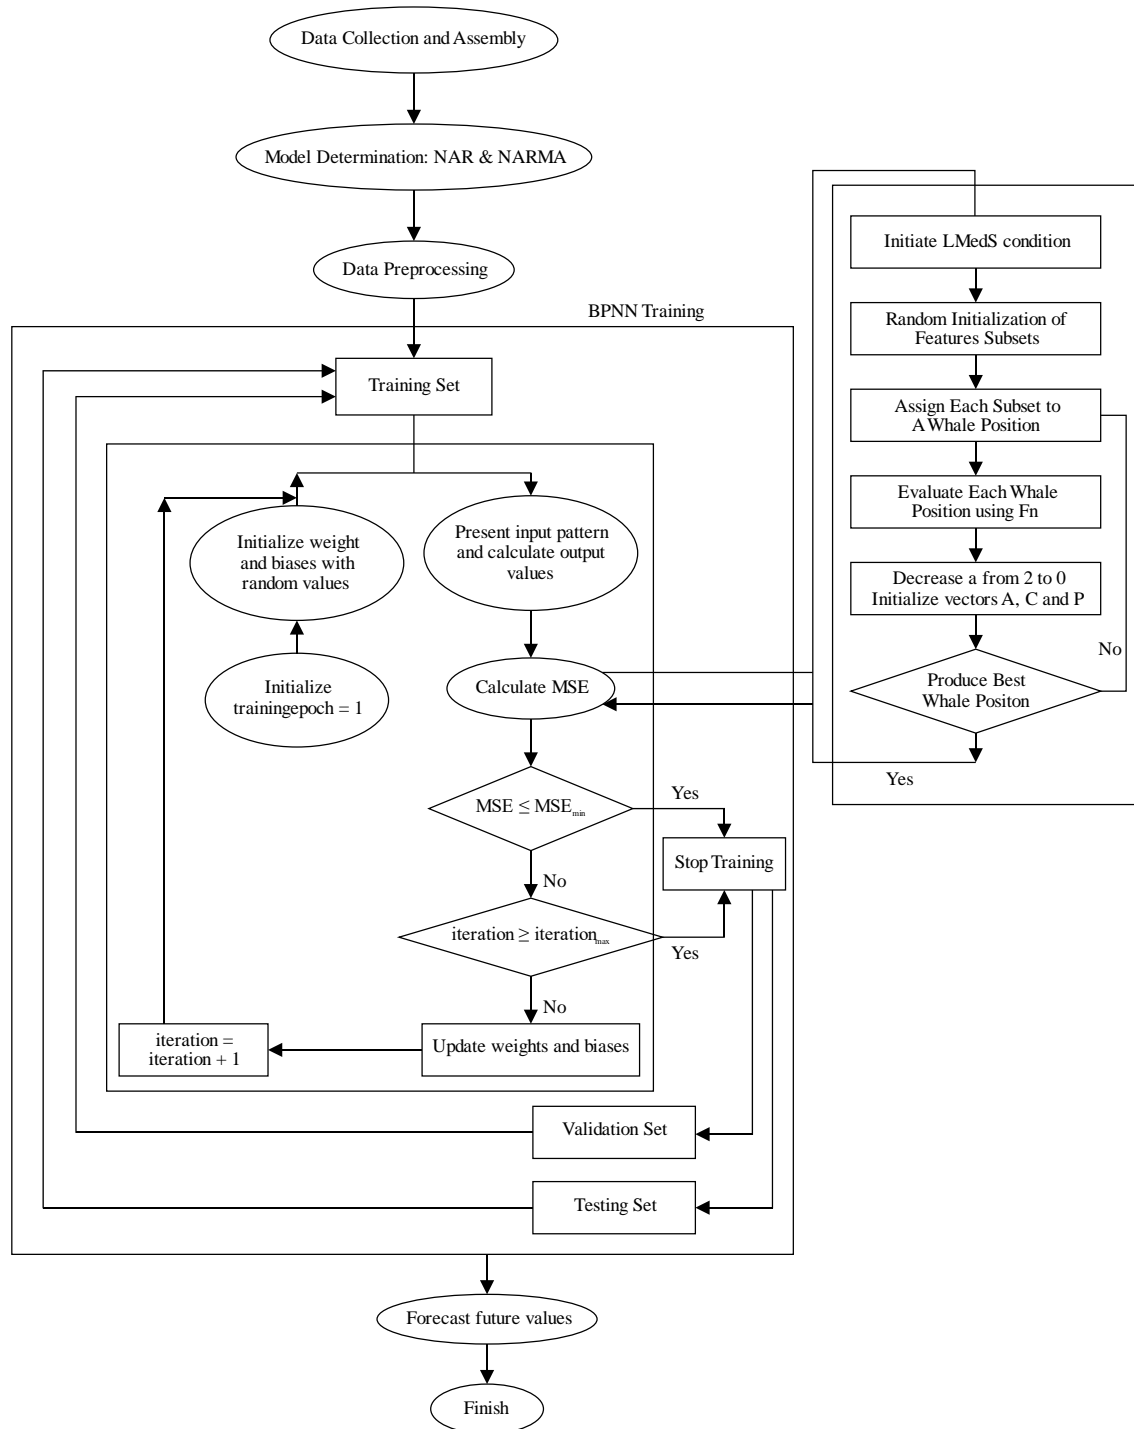 Data Collection and Assembly
Model Determination: NAR & NARMA
Data Preprocessing
BPNN Training
Training Set
Initialize weight
and biases with
random values
Present input pattern
and calculate output
values
Initialize
trainingepoch = 1
Calculate MSE
MSE ≤ MSEmin
Yes
Stop Training
No
iteration ≥ iterationmax
Yes
No
iteration =
iteration + 1
Update weights and biases
Validation Set
Testing Set
Forecast future values
Finish
Initiate LMedS condition
Random Initialization of
Features Subsets
Assign Each Subset to
A Whale Position
Evaluate Each Whale
Position using Fn
Decrease a from 2 to 0
Initialize vectors A, C and P
No
Produce Best
Whale Positon
Yes